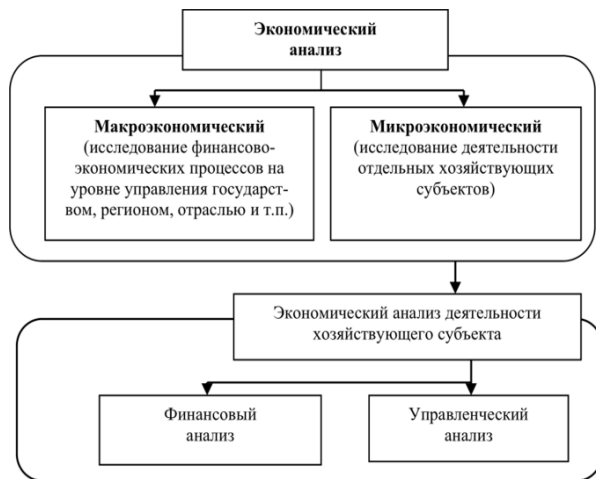 Экономический
анализ
Макроэкономический
(исследование финансово-
экономических процессов на
уровне управления государст-
вом, регионом, отраслью и т.п.)
Микроэкономический
(исследование деятельности
отдельных хозяйствующих
субъектов)
Экономический анализ деятельности
хозяйствующего субъекта
Финансовый
анализ
Управленческий
анализ